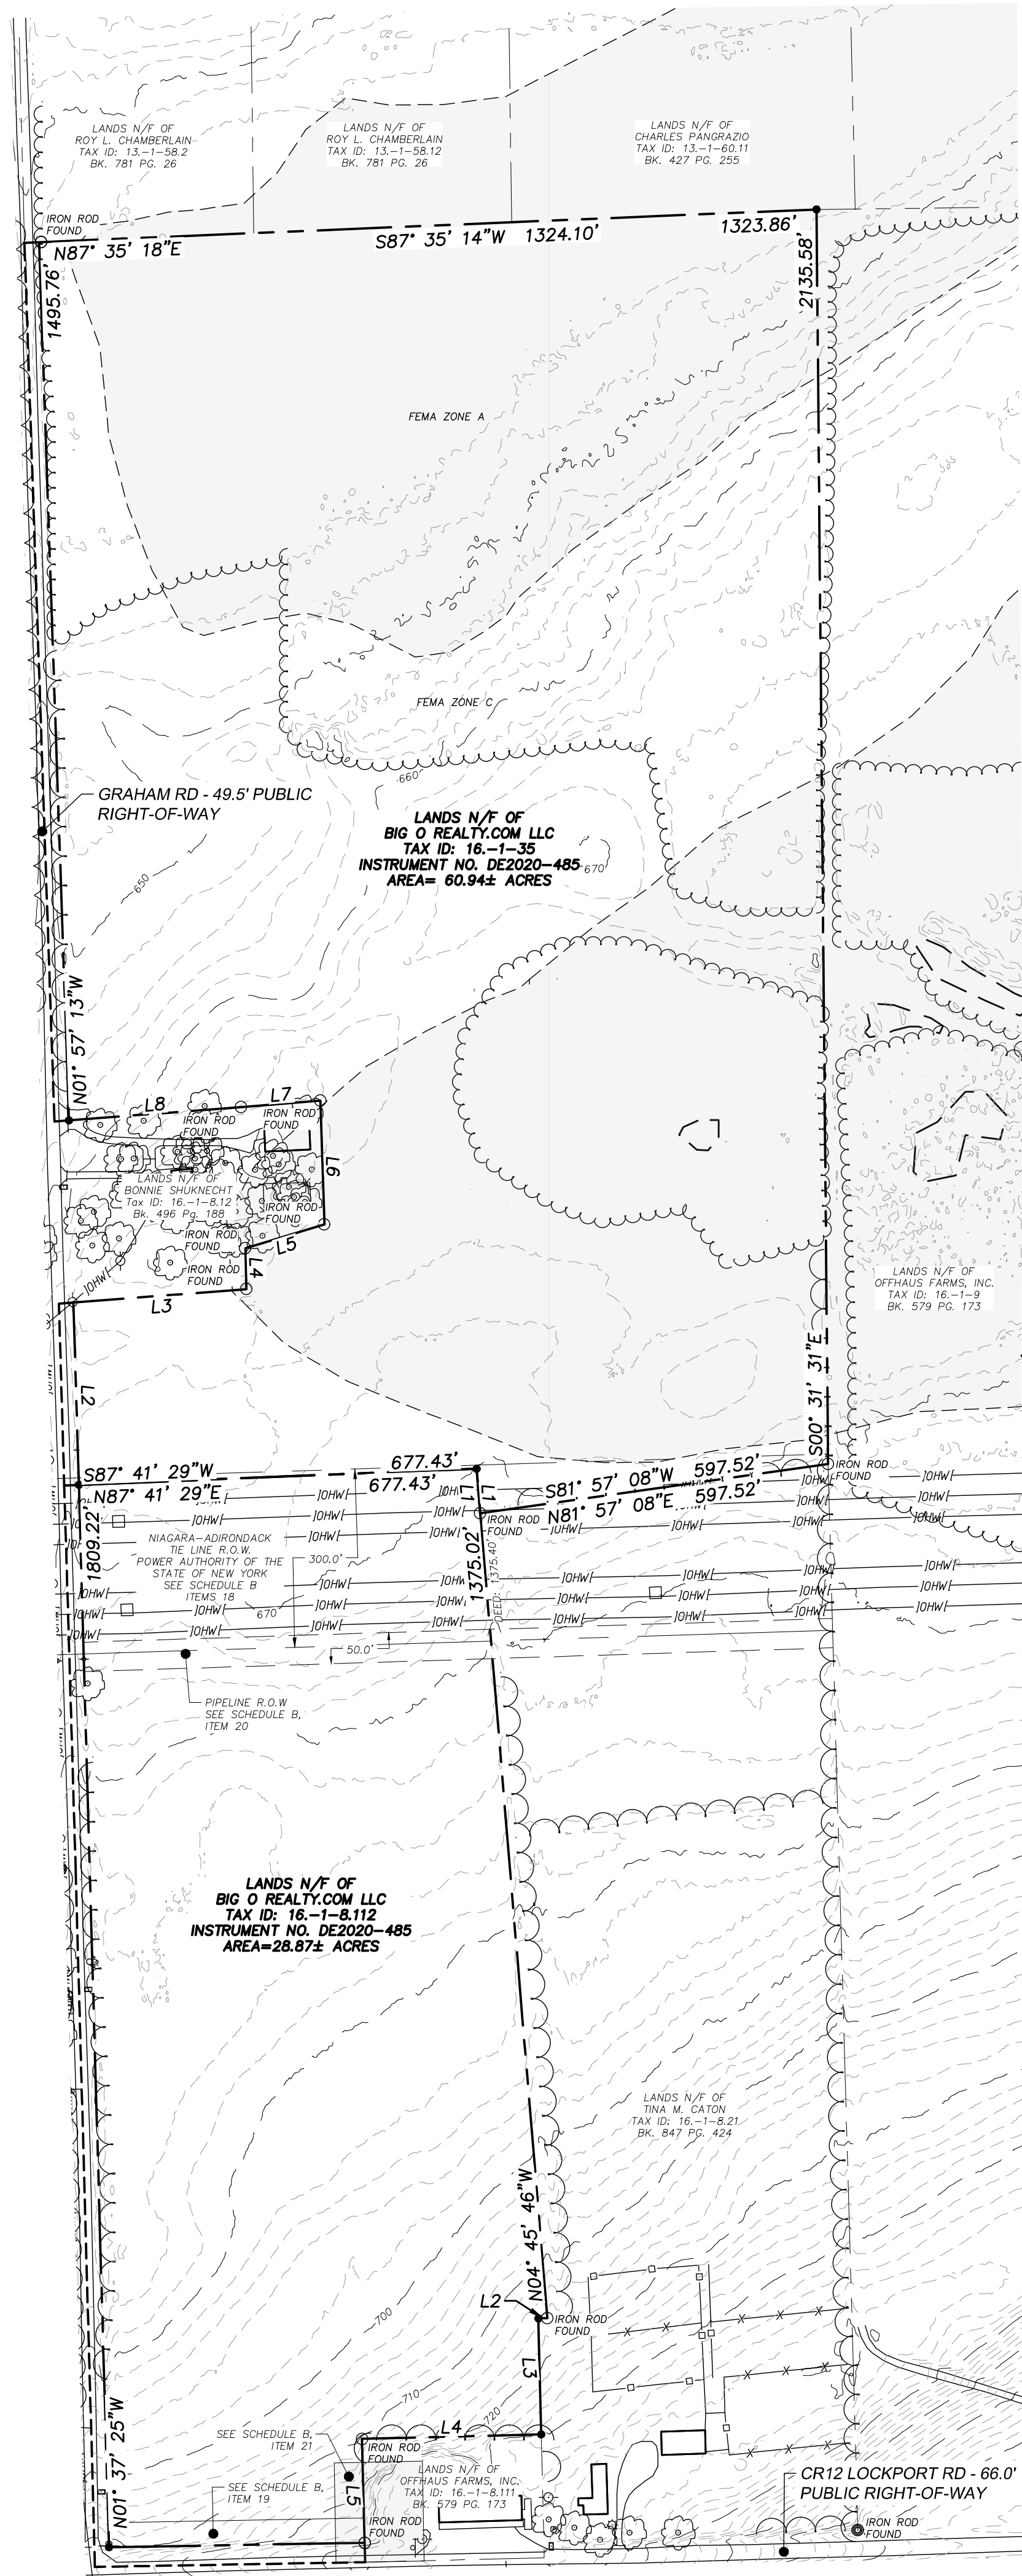 LANDS N/F OF
ROY L. CHAMBERLAIN
TAX ID: 13.-1-58.2
BK. 781 PG. 26
LANDS N/F OF
ROY L. CHAMBERLAIN
TAX ID: 13.-1-58.12
BK. 781 PG. 26
LANDS N/F OF
CHARLES PANGRAZIO
TAX ID: 13.-1-60.11
BK. 427 PG. 255
IRON ROD
FOUND
N87° 35' 18"E
S87° 35' 14"W 1324.10'
1323.86'
1495.76'
2135.58'
FEMA ZONE A
FEMA ZONE C
660
GRAHAM RD - 49.5' PUBLIC
RIGHT-OF-WAY
LANDS N/F OF
BIG O REALTY.COM LLC
TAX ID: 16.-1-35
INSTRUMENT NO. DE2020-485
AREA= 60.94± ACRES
670
650
N01° 57' 13"W
L8
L7
IRON ROD
FOUND
IRON ROD
FOUND
L6
LANDS N/F OF
BONNIE SHUKNECHT
Tax ID: 16.-1-8.12
Bk. 496 Pg. 188
IRON ROD
FOUND
IRON ROD
FOUND
L5
L4
IRON ROD
FOUND
]OHW[
L3
LANDS N/F OF
OFFHAUS FARMS, INC.
TAX ID: 16.-1-9
BK. 579 PG. 173
L2
S00° 31' 31"E
S87° 41' 29"W
677.43'
N87° 41' 29"E
677.43'
L1
S81° 57' 08"W 597.52'
N81° 57' 08"E 597.52'
IRON ROD
FOUND
IRON ROD
FOUND
]OHW[ ]OHW[ ]OHW[ ]OHW[
1809.22'
NIAGARA-ADIRONDACK
TIE LINE R.O.W.
POWER AUTHORITY OF THE
STATE OF NEW YORK
SEE SCHEDULE B
ITEMS 18
300.0'
1375.02'
DEED: 1375.40'
]OHW[ ]OHW[ ]OHW[ ]OHW[
670
50.0'
PIPELINE R.O.W
SEE SCHEDULE B,
ITEM 20
LANDS N/F OF
BIG O REALTY.COM LLC
TAX ID: 16.-1-8.112
INSTRUMENT NO. DE2020-485
AREA=28.87± ACRES
LANDS N/F OF
TINA M. CATON
TAX ID: 16.-1-8.21
BK. 847 PG. 424
N04° 45' 46"W
L2
IRON ROD
FOUND
700
L3
710
720
L4
SEE SCHEDULE B,
ITEM 21
IRON ROD
FOUND
LANDS N/F OF
OFFHAUS FARMS, INC.
TAX ID: 16.-1-8.111
BK. 579 PG. 173
N01° 37' 25"W
SEE SCHEDULE B,
ITEM 19
L5
IRON ROD
FOUND
CR12 LOCKPORT RD - 66.0'
PUBLIC RIGHT-OF-WAY
IRON ROD
FOUND